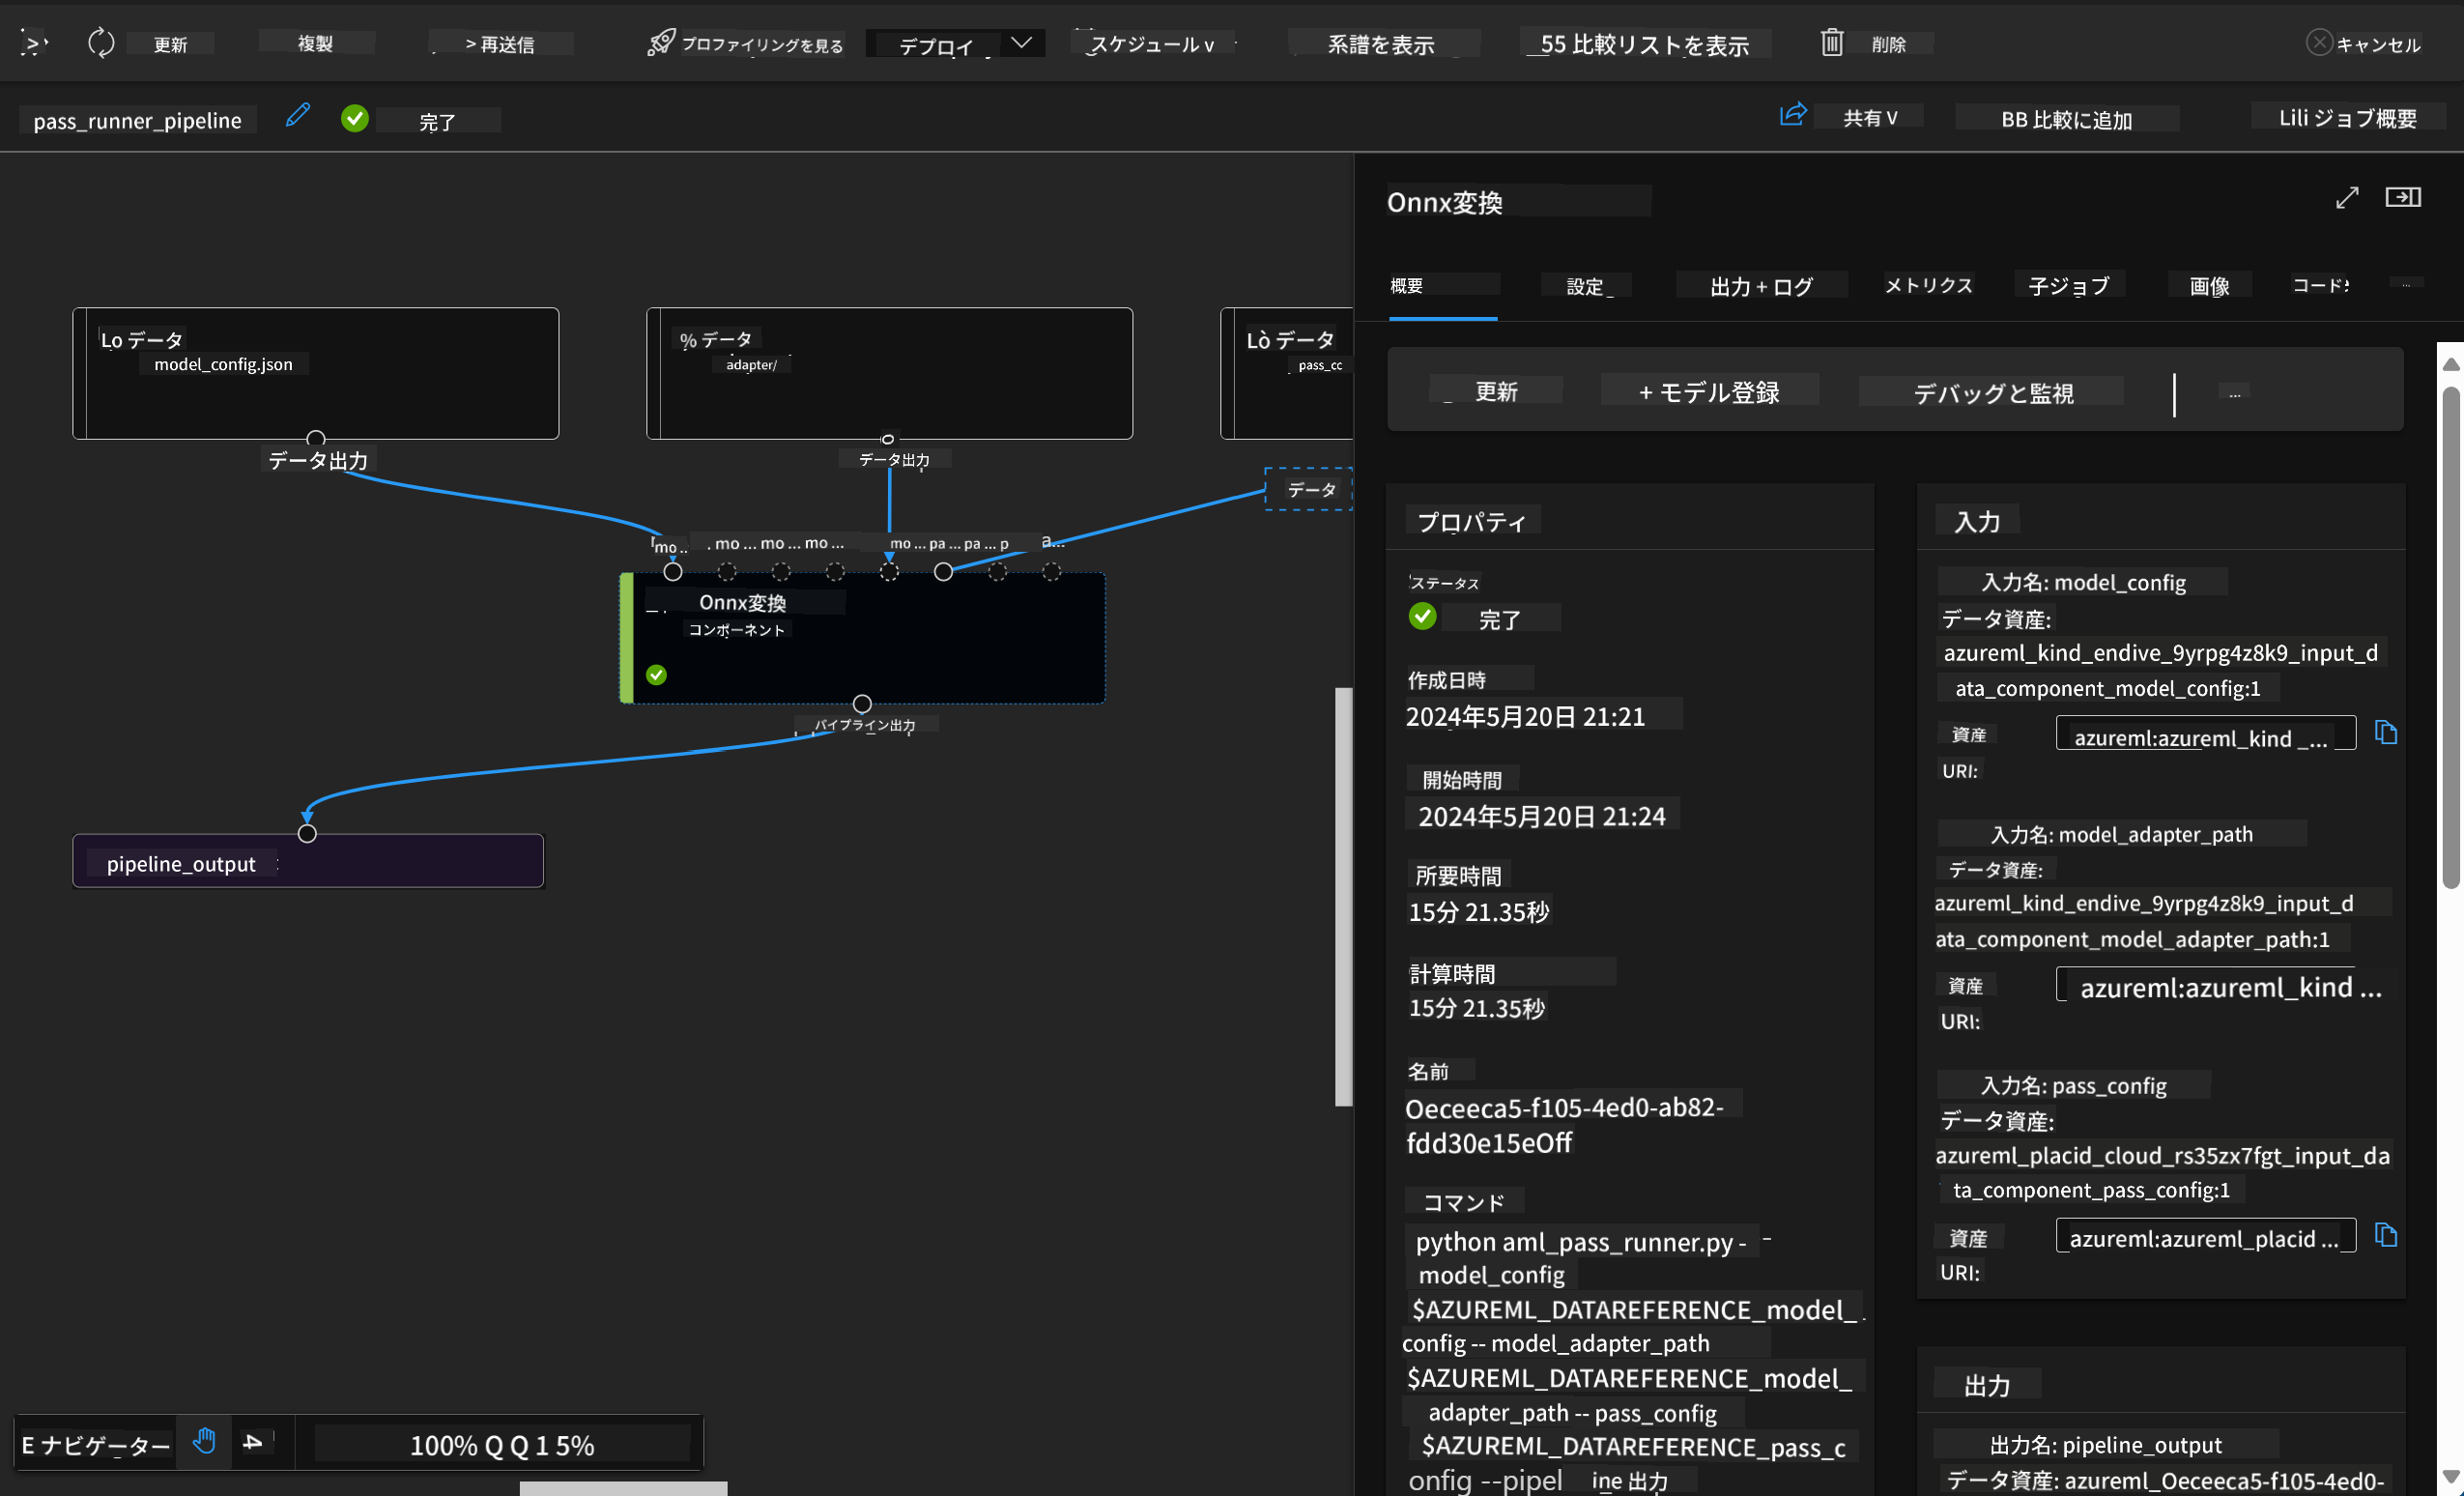 更新
複製
> 再送信
プロファイリングを見る
デプロイ
スケジュール v
系譜を表示
55 比較リストを表示
削除
キャンセル
pass_runner_pipeline
完了
共有 V
BB 比較に追加
Lili ジョブ概要
Lo データ
model_config.json
データ出力
% データ
adapter/
データ出力
Lò データ
pass_cc
データ
mo ..
mo ... mo ... mo ...
mo ... pa ... pa ... p
a...
Onnx変換
コンポーネント
パイプライン出力
pipeline_output
E ナビゲーター
100% Q Q 1 5%
Onnx変換
概要
設定
出力 + ログ
メトリクス
子ジョブ
画像
コード
...
更新
+ モデル登録
デバッグと監視
...
プロパティ
ステータス
完了
作成日時
2024年5月20日 21:21
開始時間
2024年5月20日 21:24
所要時間
15分 21.35秒
計算時間
15分 21.35秒
名前
Oeceeca5-f105-4ed0-ab82-
fdd30e15eOff
コマンド
python aml_pass_runner.py - -
model_config
$AZUREML_DATAREFERENCE_model_
config -- model_adapter_path
$AZUREML_DATAREFERENCE_model_
adapter_path -- pass_config
$AZUREML_DATAREFERENCE_pass_c
onfig --pipel ine 出力
入力
入力名: model_config
データ資産:
azureml_kind_endive_9yrpg4z8k9_input_d
ata_component_model_config:1
資産
azureml:azureml_kind _...
URI:
入力名: model_adapter_path
データ資産:
azureml_kind_endive_9yrpg4z8k9_input_d
ata_component_model_adapter_path:1
資産
azureml:azureml_kind ...
URI:
入力名: pass_config
データ資産:
azureml_placid_cloud_rs35zx7fgt_input_da
ta_component_pass_config:1
資産
azureml:azureml_placid ...
URI:
出力
出力名: pipeline_output
データ資産: azureml_Oeceeca5-f105-4ed0-